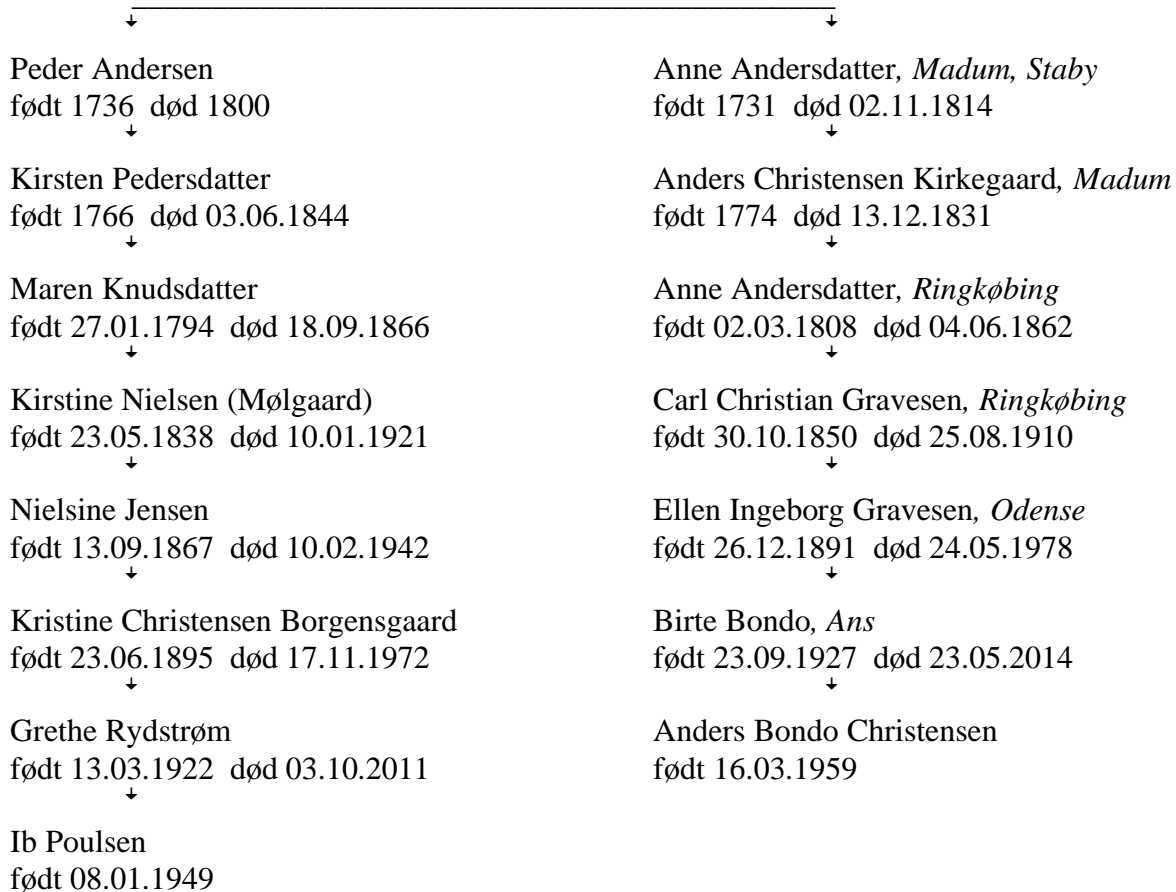 Peder Andersen
født 1736  død 1800
Kirsten Pedersdatter
født 1766  død 03.06.1844
Maren Knudsdatter
født 27.01.1794  død 18.09.1866
Kirstine Nielsen (Mølgaard)
født 23.05.1838  død 10.01.1921
Nielsine Jensen
født 13.09.1867  død 10.02.1942
Kristine Christensen Borgensgaard
født 23.06.1895  død 17.11.1972
Grethe Rydstrøm
født 13.03.1922  død 03.10.2011
Ib Poulsen
født 08.01.1949
Anne Andersdatter, Madum, Staby
født 1731  død 02.11.1814
Anders Christensen Kirkegaard, Madum
født 1774  død 13.12.1831
Anne Andersdatter, Ringkøbing
født 02.03.1808  død 04.06.1862
Carl Christian Gravesen, Ringkøbing
født 30.10.1850  død 25.08.1910
Ellen Ingeborg Gravesen, Odense
født 26.12.1891  død 24.05.1978
Birte Bondo, Ans
født 23.09.1927  død 23.05.2014
Anders Bondo Christensen
født 16.03.1959